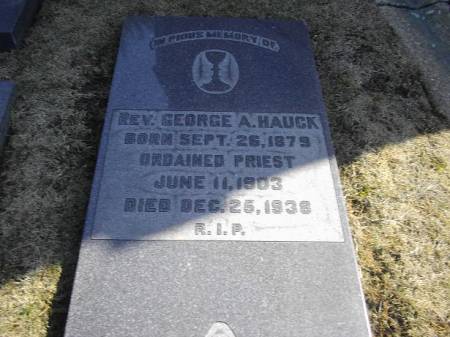 IN PIOUS MEMORY OF
REV. GEORGE A. HAUCK
BORN SEPT. 26, 1879
ORDAINED PRIEST
JUNE 11, 1903
DIED DEC. 25, 1938
R. I. P.